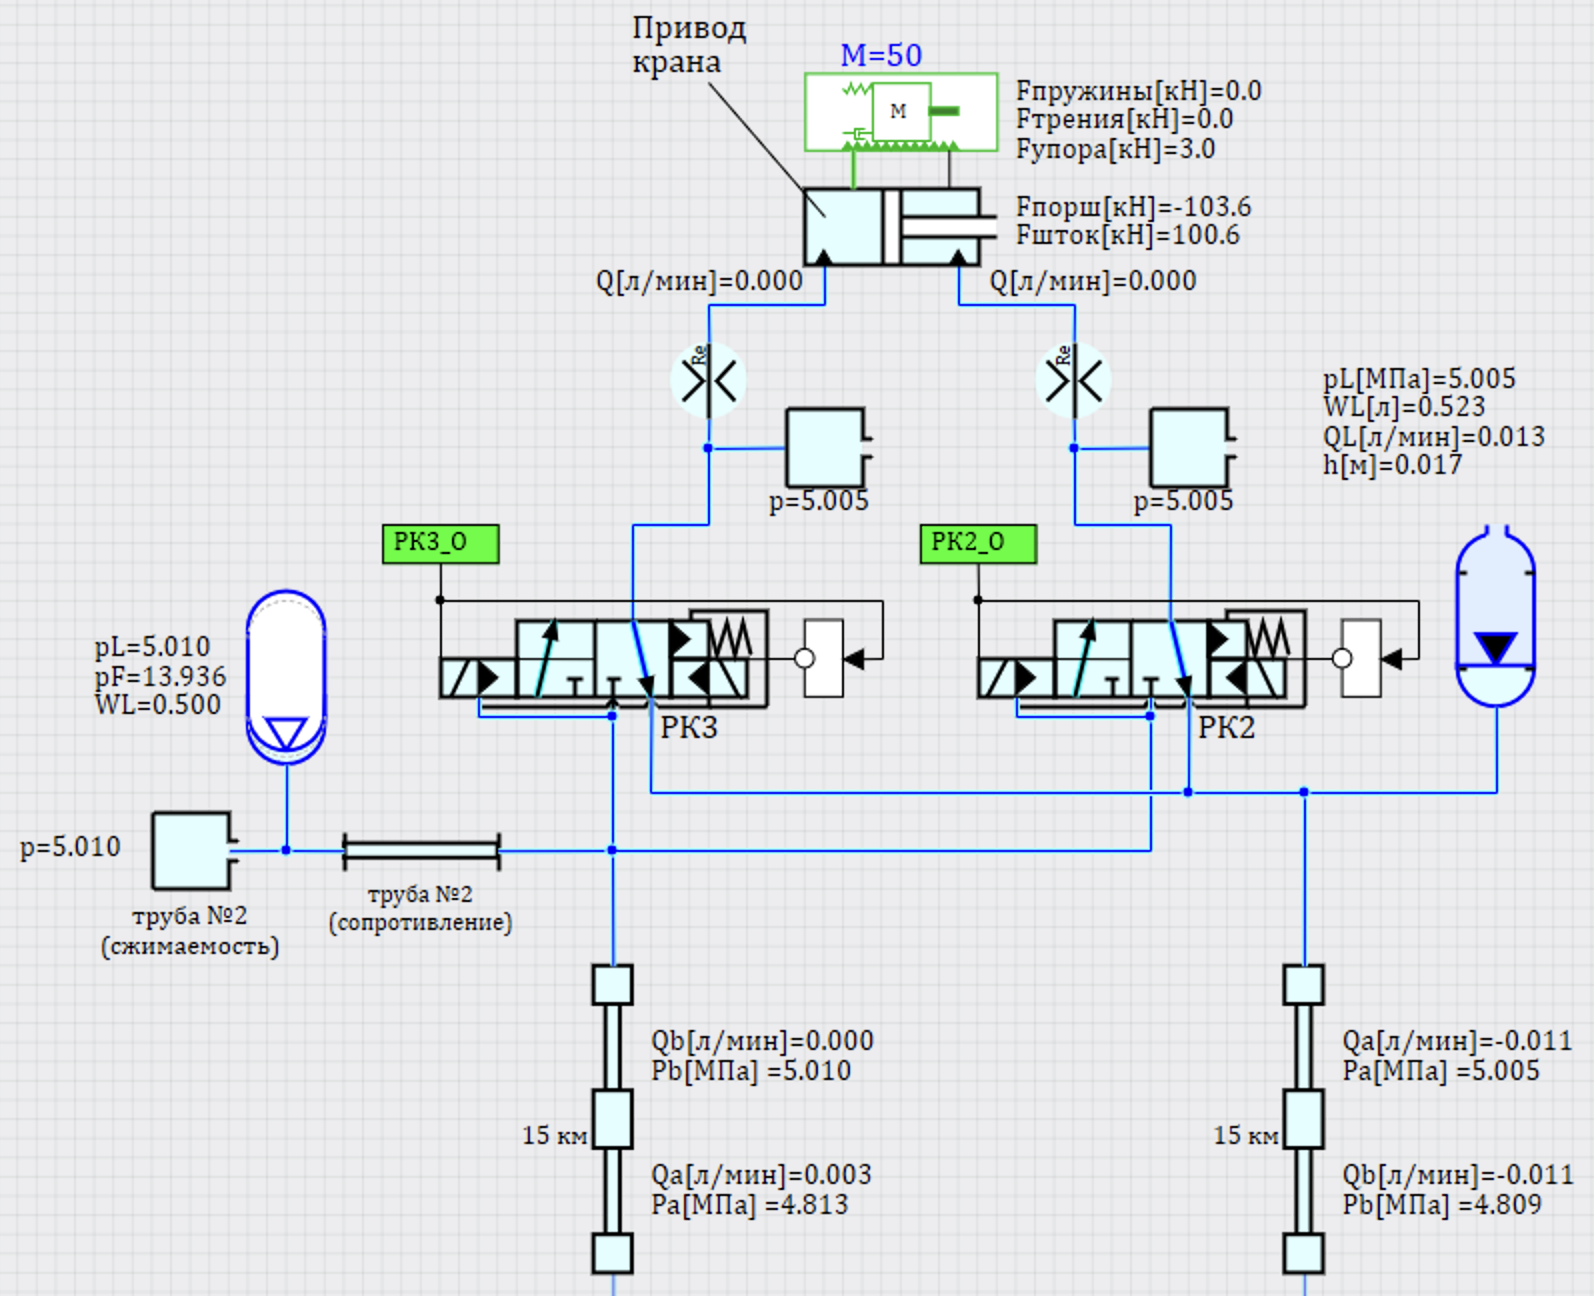 Привод
крана
M=50
M
Fпружины[кН]=0.0
Fтрения[кН]=0.0
Fупора[кН]=3.0
Fпорш[кН]=-103.6
Fшток[кН]=100.6
Q[л/мин]=0.000
Q[л/мин]=0.000
Re
Re
pL[МПа]=5.005
WL[л]=0.523
QL[л/мин]=0.013
h[м]=0.017
p=5.005
p=5.005
РК3_О
РК2_О
pL=5.010
pF=13.936
WL=0.500
РК3
РК2
p=5.010
труба №2
(сжимаемость)
труба №2
(сопротивление)
Qb[л/мин]=0.000
Pb[МПа] =5.010
15 км
Qa[л/мин]=0.003
Pa[МПа] =4.813
Qa[л/мин]=-0.011
Pa[МПа] =5.005
15 км
Qb[л/мин]=-0.011
Pb[МПа] =4.809